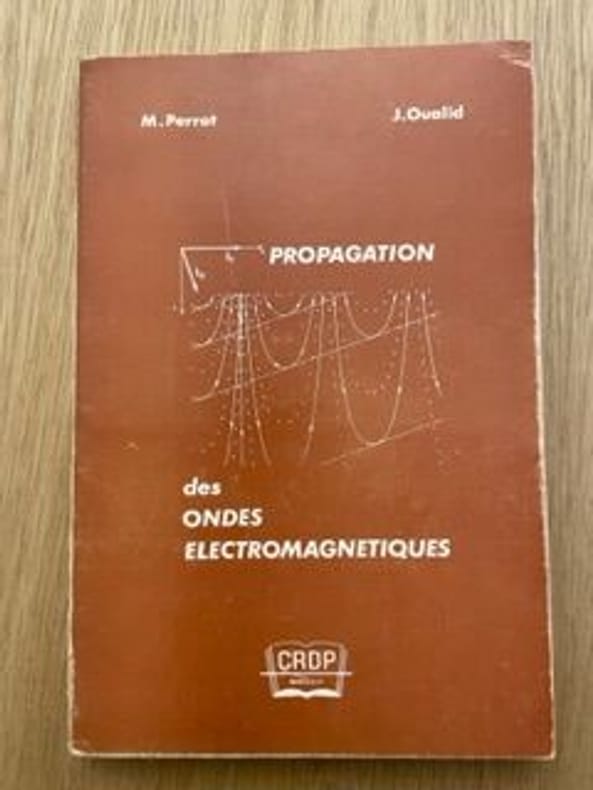 M.Perrot
J.Oualid
PROPAGATION
des
ONDES
ELECTROMAGNETIQUES
CRDP